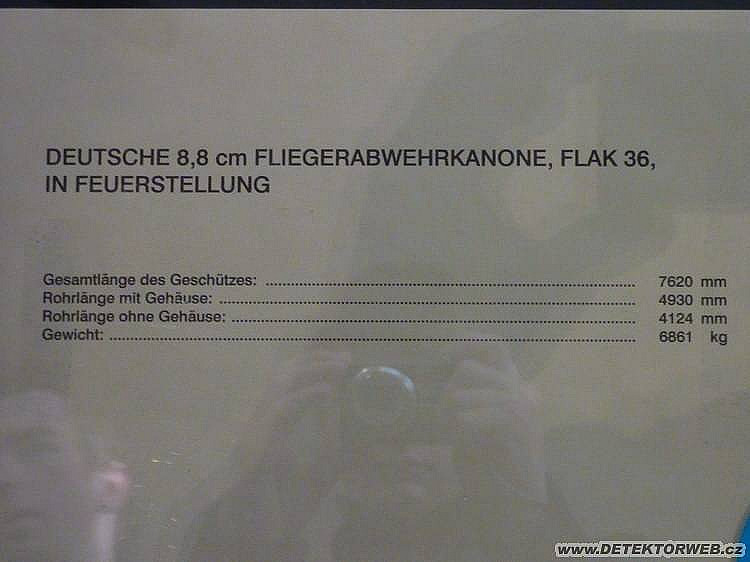 DEUTSCHE 8,8 cm FLIEGERABWEHRKANONE, FLAK 36,
IN FEUERSTELLUNG
Gesamtlänge des Geschützes: ........................ 7620 mm
Rohrlänge mit Gehäuse: ........................ 4930 mm
Rohrlänge ohne Gehäuse: ........................ 4124 mm
Gewicht: ........................ 6861 kg
www.DETEKTORWEB.cz